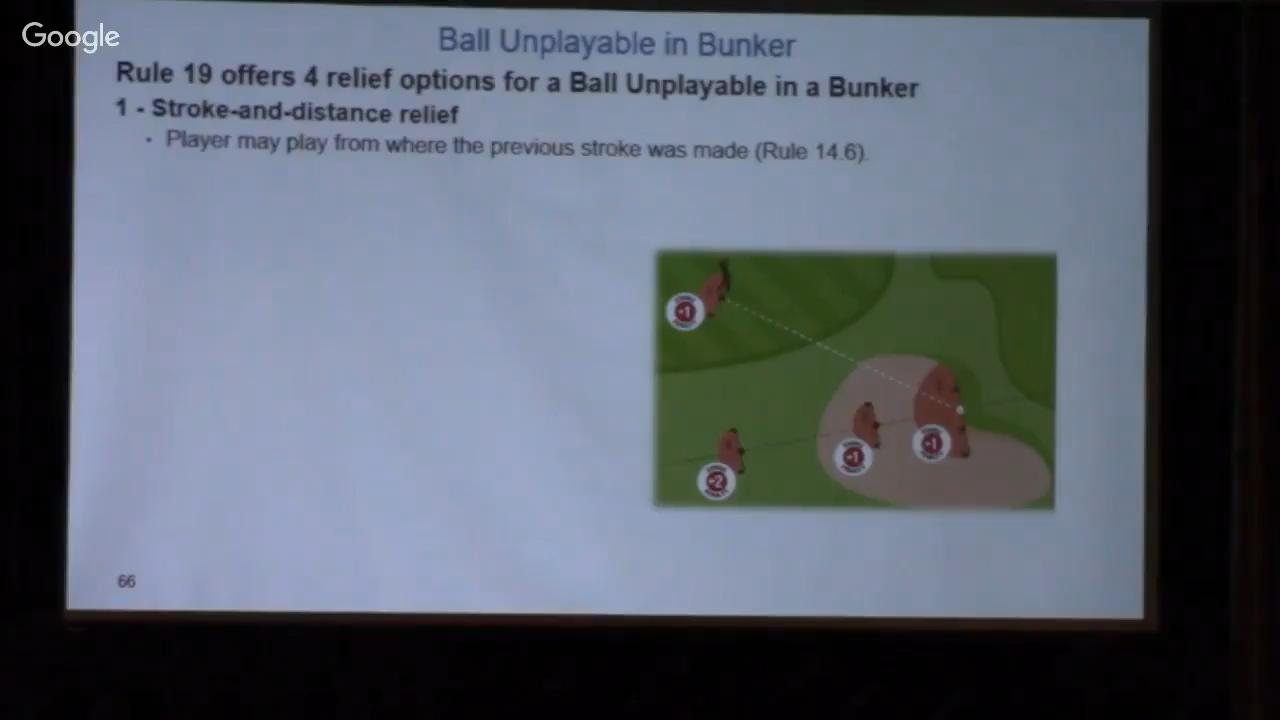 Google
Ball Unplayable in Bunker
Rule 19 offers 4 relief options for a Ball Unplayable in a Bunker
1 - Stroke-and-distance relief
· Player may play from where the previous stroke was made (Rule 14.6).
+1
+1
+1
+2
66